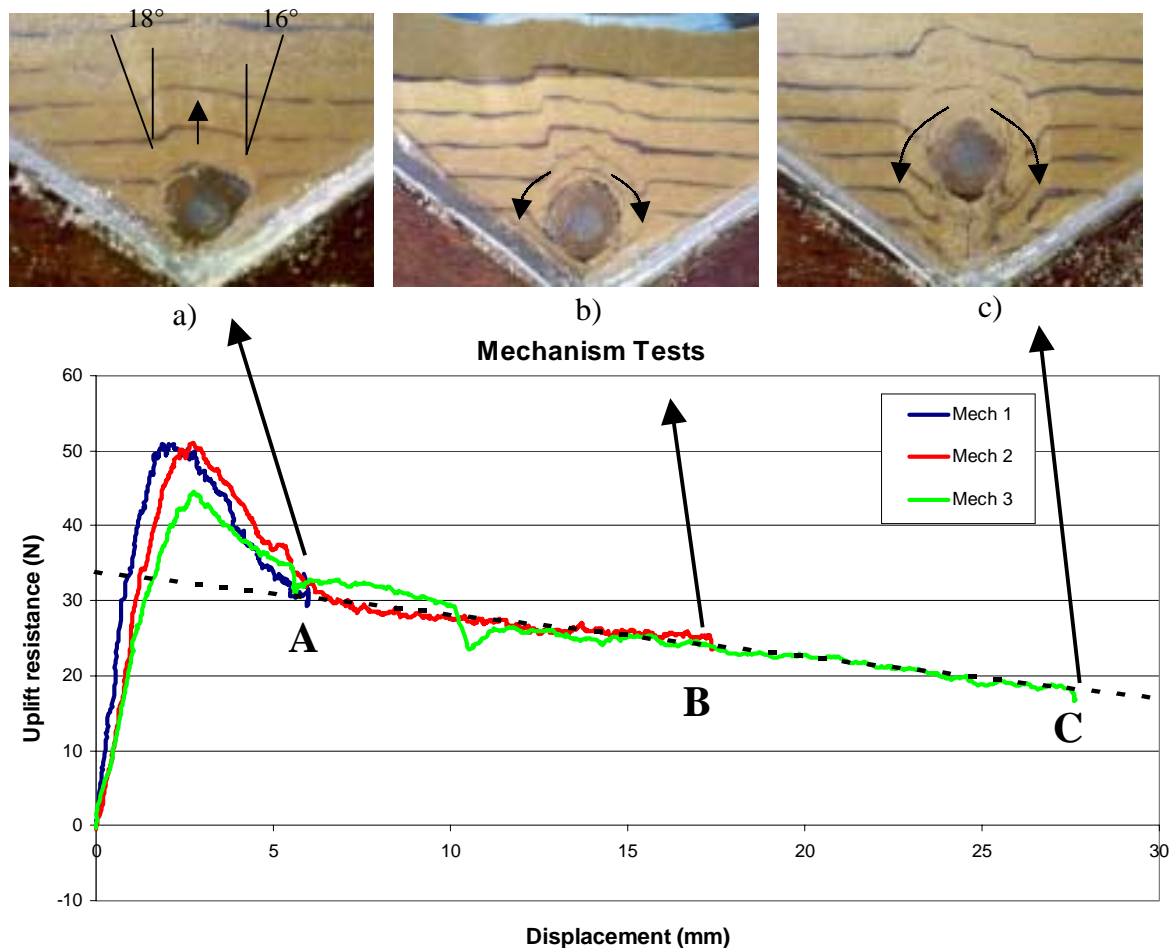 18° 16°
a) b) c)
Mechanism Tests
60
50
40
30
20
10
0
-10
Uplift resistance (N)
Mech 1
Mech 2
Mech 3
A
B
C
0 5 10 15 20 25 30
Displacement (mm)